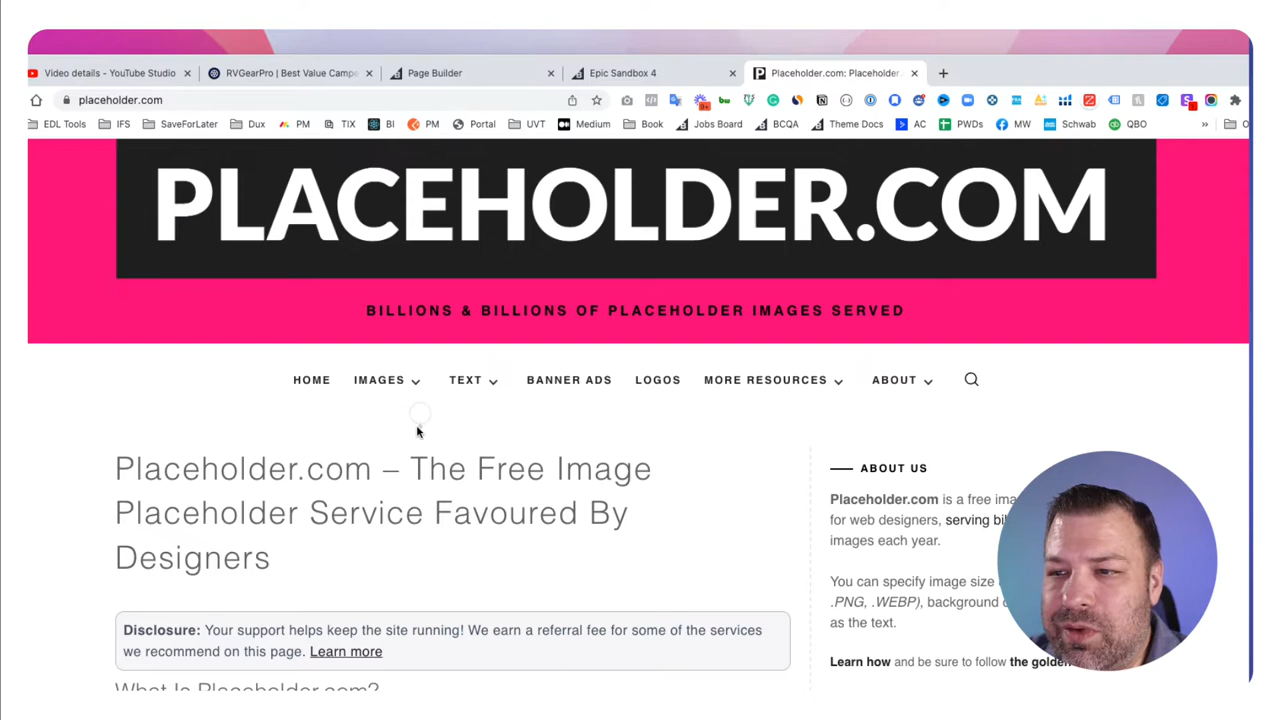 Video details - YouTube Studio
RVGearPro | Best Value Campe
Page Builder
Epic Sandbox 4
Placeholder.com: Placeholder
placeholder.com
9+
1
EDL Tools
IFS
SaveForLater
Dux
PM
TIX
BI
PM
Portal
UVT
Medium
Book
Jobs Board
BCQA
Theme Docs
AC
PWDs
MW
Schwab
QBO
»
PLACEHOLDER.COM
BILLIONS & BILLIONS OF PLACEHOLDER IMAGES SERVED
HOME IMAGES TEXT BANNER ADS LOGOS MORE RESOURCES ABOUT
Placeholder.com – The Free Image
Placeholder Service Favoured By
Designers
Disclosure: Your support helps keep the site running! We earn a referral fee for some of the services
we recommend on this page. Learn more
What Is Placeholder.com?
ABOUT US
Placeholder.com is a free
for web designers, serving
images each year.
You can specify image size
.PNG, .WEBP), background
as the text.
Learn how and be sure to follow the